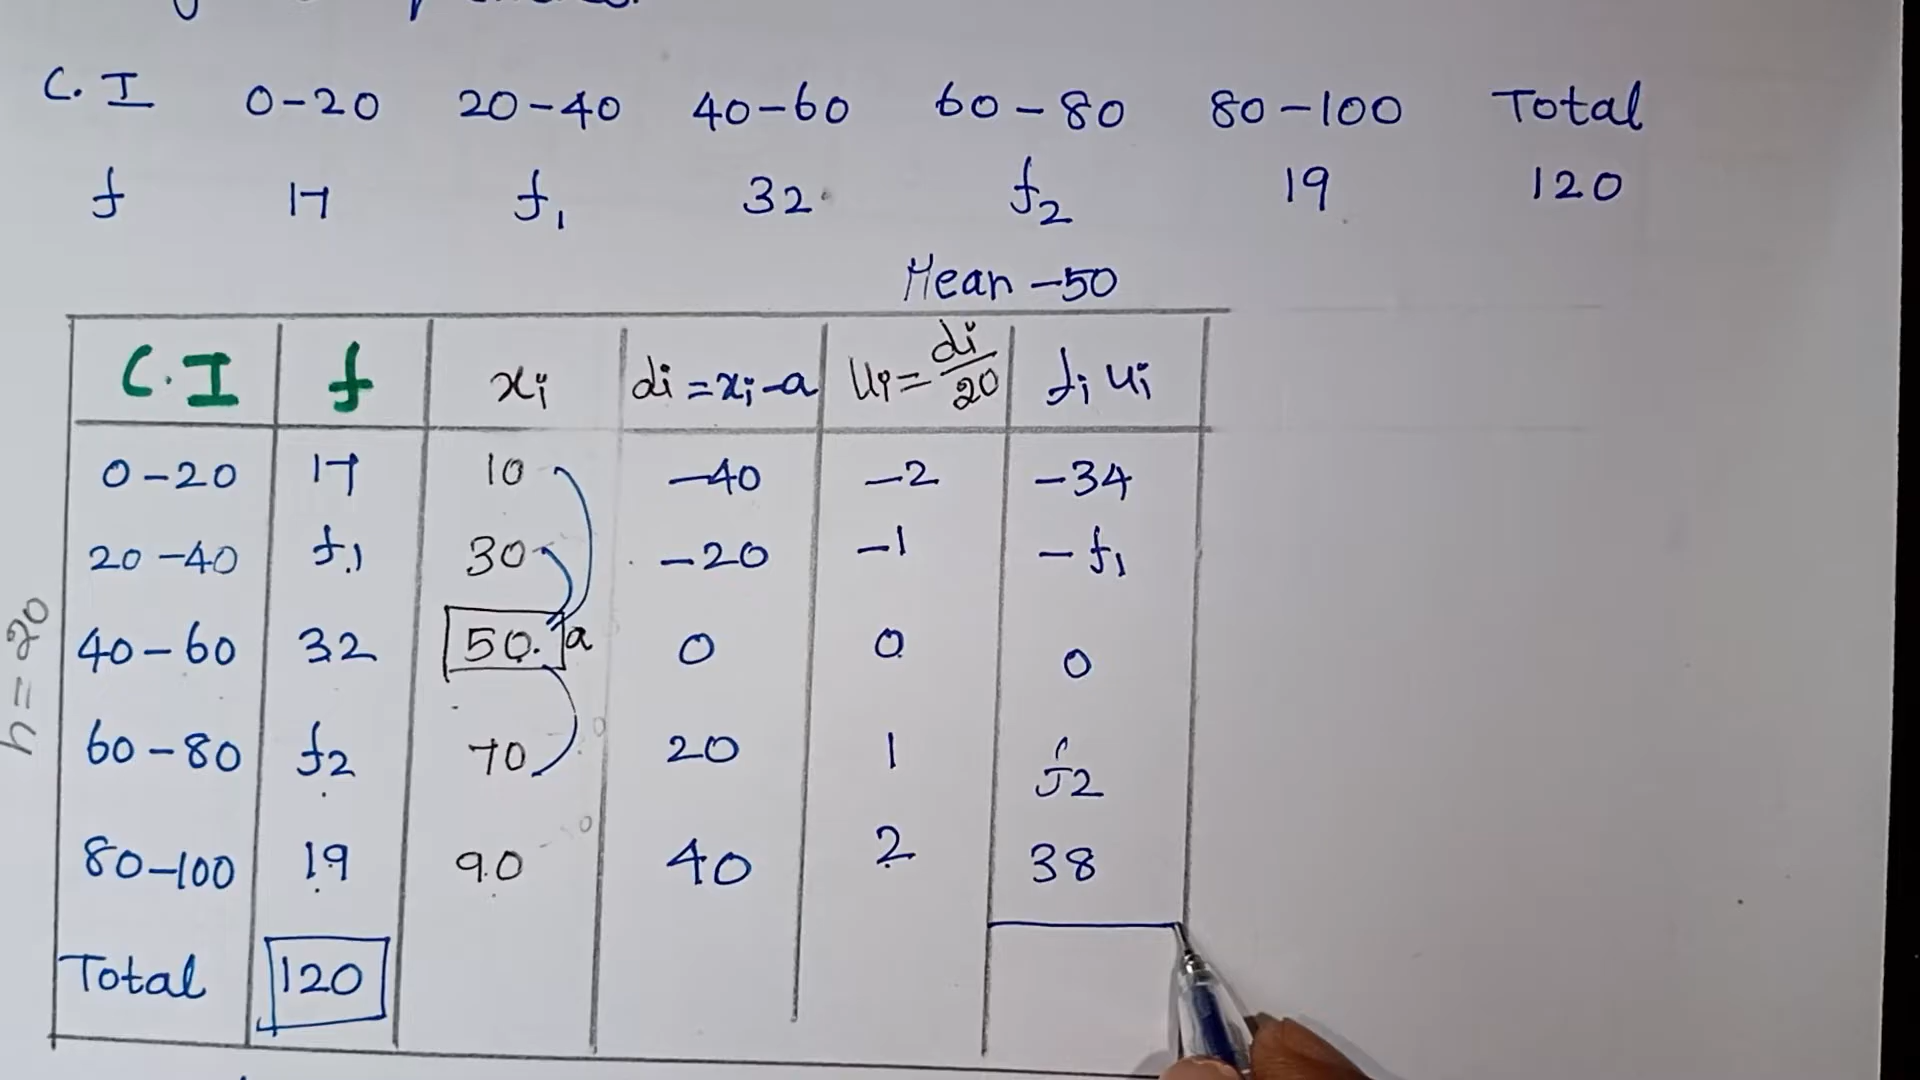 C.I 0-20 20-40 40-60 60-80 80-100 Total
f 17 f1 32 f2 19 120
Mean -50
C.I f xi di=xi-a ui=di/20 fiui
0-20 17 10 -40 -2 -34
20-40 f1 30 -20 -1 -f1
40-60 32 50 a 0 0 0
60-80 f2 70 20 1 f2
80-100 19 90 40 2 38
Total 120
h=20